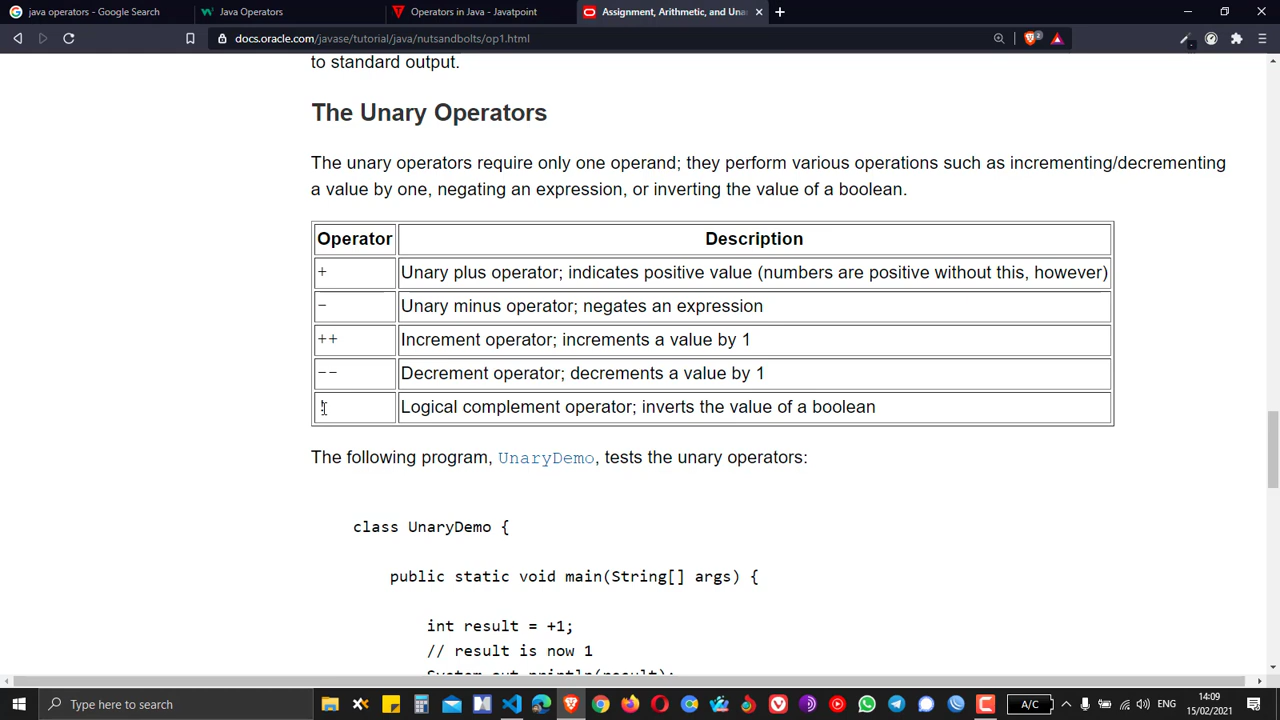 java operators - Google Search
Java Operators
Operators in Java - Javatpoint
Assignment, Arithmetic, and Una
docs.oracle.com/javase/tutorial/java/nutsandbolts/op1.html
2
to standard output.
The Unary Operators
The unary operators require only one operand; they perform various operations such as incrementing/decrementing
a value by one, negating an expression, or inverting the value of a boolean.
Operator Description
+ Unary plus operator; indicates positive value (numbers are positive without this, however)
- Unary minus operator; negates an expression
++ Increment operator; increments a value by 1
-- Decrement operator; decrements a value by 1
! Logical complement operator; inverts the value of a boolean
The following program, UnaryDemo, tests the unary operators:
class UnaryDemo {
public static void main(String[] args) {
int result = +1;
// result is now 1
System.out.println(result);
Type here to search
A/C
ENG
14:09
15/02/2021